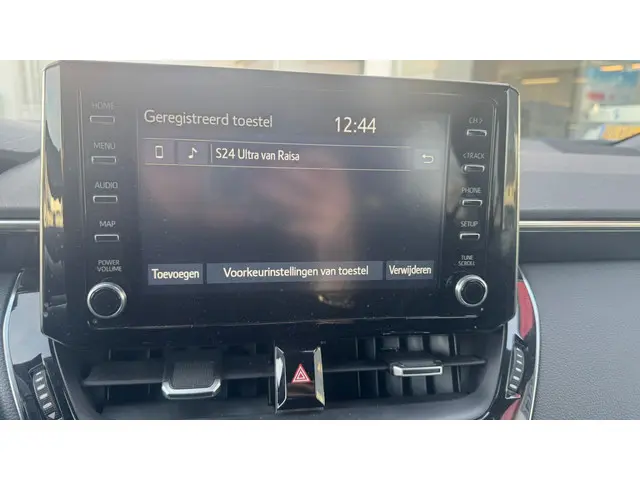 HOME
MENU
AUDIO
MAP
POWER
VOLUME
Geregistreerd toestel
12:44
S24 Ultra van Raisa
Toevoegen
Voorkeurinstellingen van toestel
Verwijderen
CH >
< TRACK
PHONE
SETUP
TUNE
SCROLL